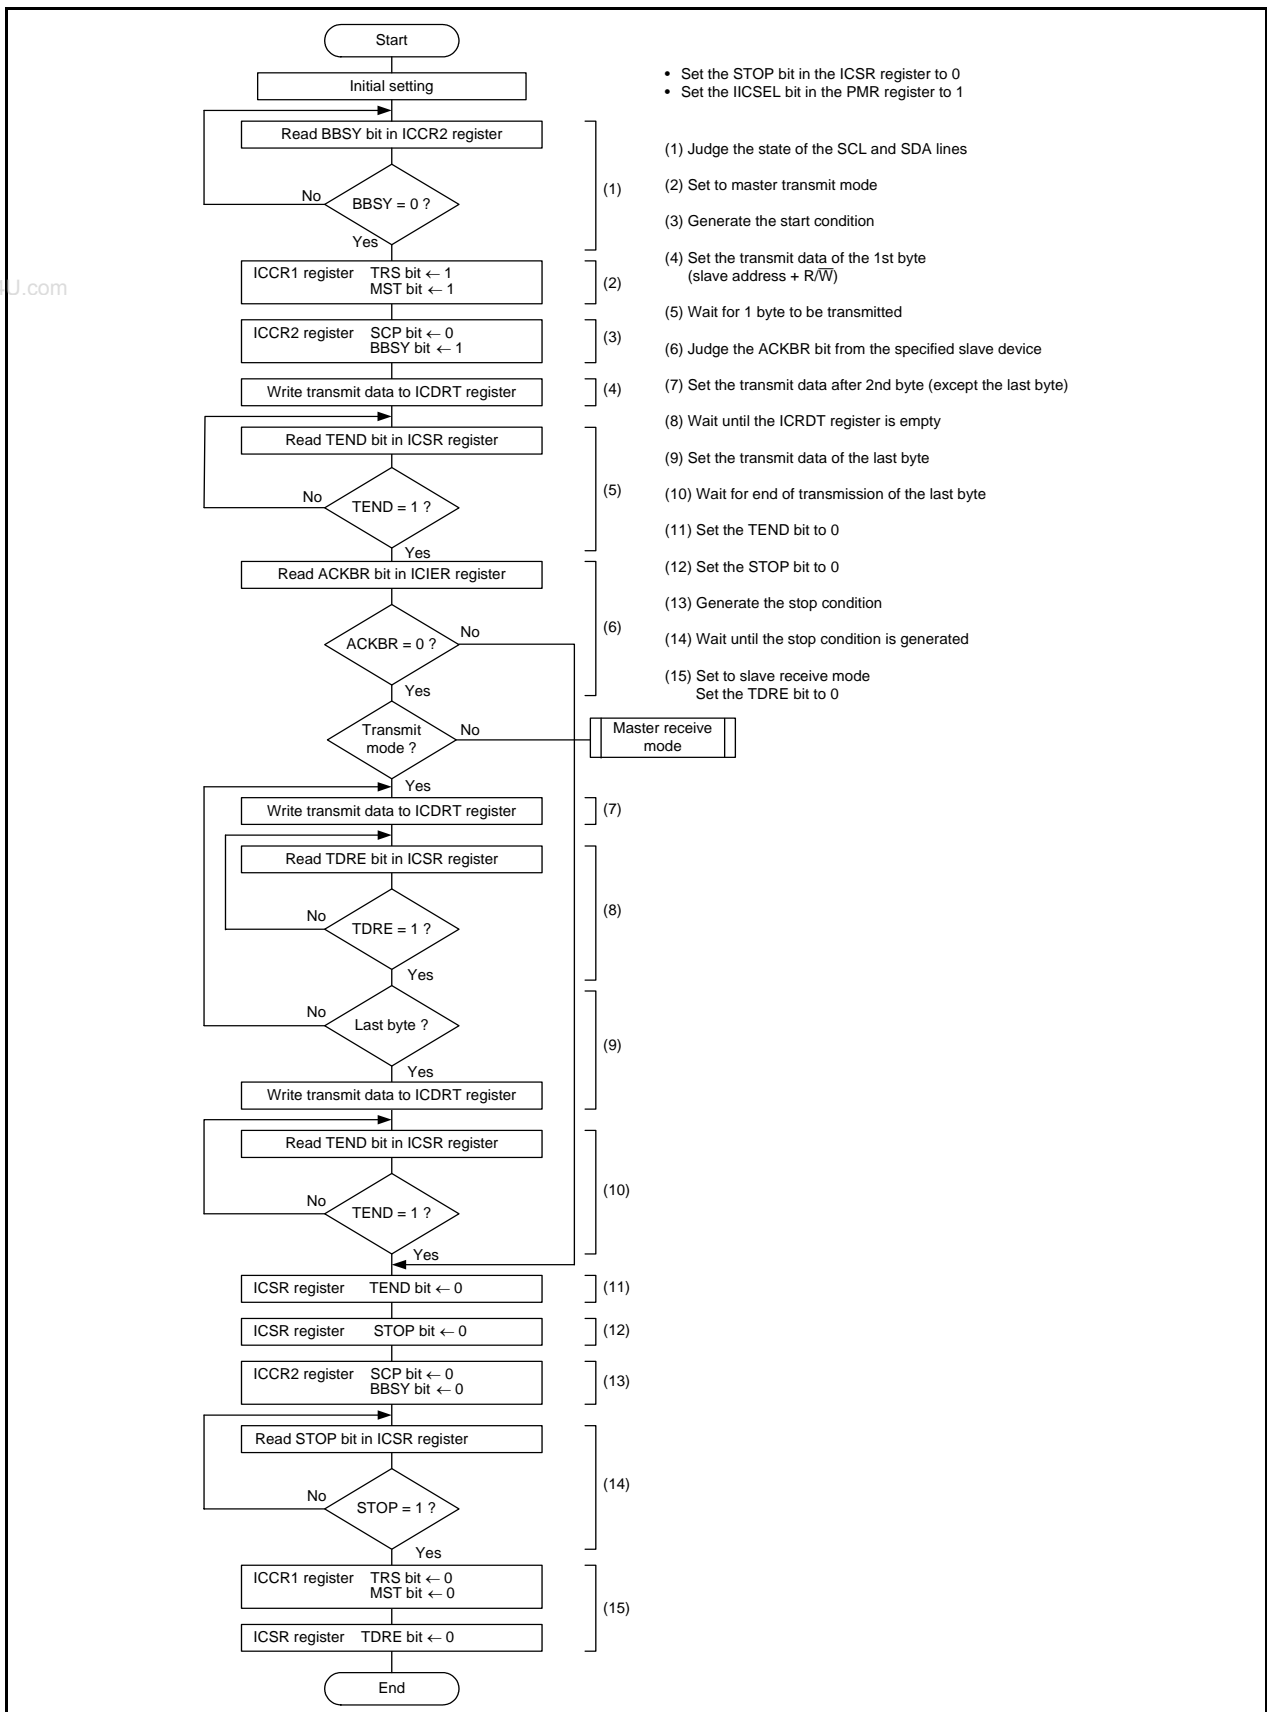 Start
Initial setting
• Set the STOP bit in the ICSR register to 0
• Set the IICSEL bit in the PMR register to 1
Read BBSY bit in ICCR2 register
BBSY = 0 ?
No
Yes
(1)
ICCR1 register TRS bit ← 1
MST bit ← 1
(2)
ICCR2 register SCP bit ← 0
BBSY bit ← 1
(3)
Write transmit data to ICDRT register
(4)
Read TEND bit in ICSR register
No
TEND = 1 ?
Yes
(5)
Read ACKBR bit in ICIER register
ACKBR = 0 ?
No
Yes
(6)
Transmit
mode ?
No
Yes
Master receive
mode
Write transmit data to ICDRT register
(7)
Read TDRE bit in ICSR register
No
TDRE = 1 ?
Yes
(8)
No
Last byte ?
Yes
Write transmit data to ICDRT register
(9)
Read TEND bit in ICSR register
No
TEND = 1 ?
Yes
(10)
ICSR register TEND bit ← 0
(11)
ICSR register STOP bit ← 0
(12)
ICCR2 register SCP bit ← 0
BBSY bit ← 0
(13)
Read STOP bit in ICSR register
No
STOP = 1 ?
Yes
(14)
ICCR1 register TRS bit ← 0
MST bit ← 0
ICSR register TDRE bit ← 0
(15)
End
(1) Judge the state of the SCL and SDA lines
(2) Set to master transmit mode
(3) Generate the start condition
(4) Set the transmit data of the 1st byte
(slave address + R/W̅)
(5) Wait for 1 byte to be transmitted
(6) Judge the ACKBR bit from the specified slave device
(7) Set the transmit data after 2nd byte (except the last byte)
(8) Wait until the ICRDT register is empty
(9) Set the transmit data of the last byte
(10) Wait for end of transmission of the last byte
(11) Set the TEND bit to 0
(12) Set the STOP bit to 0
(13) Generate the stop condition
(14) Wait until the stop condition is generated
(15) Set to slave receive mode
Set the TDRE bit to 0
U.com